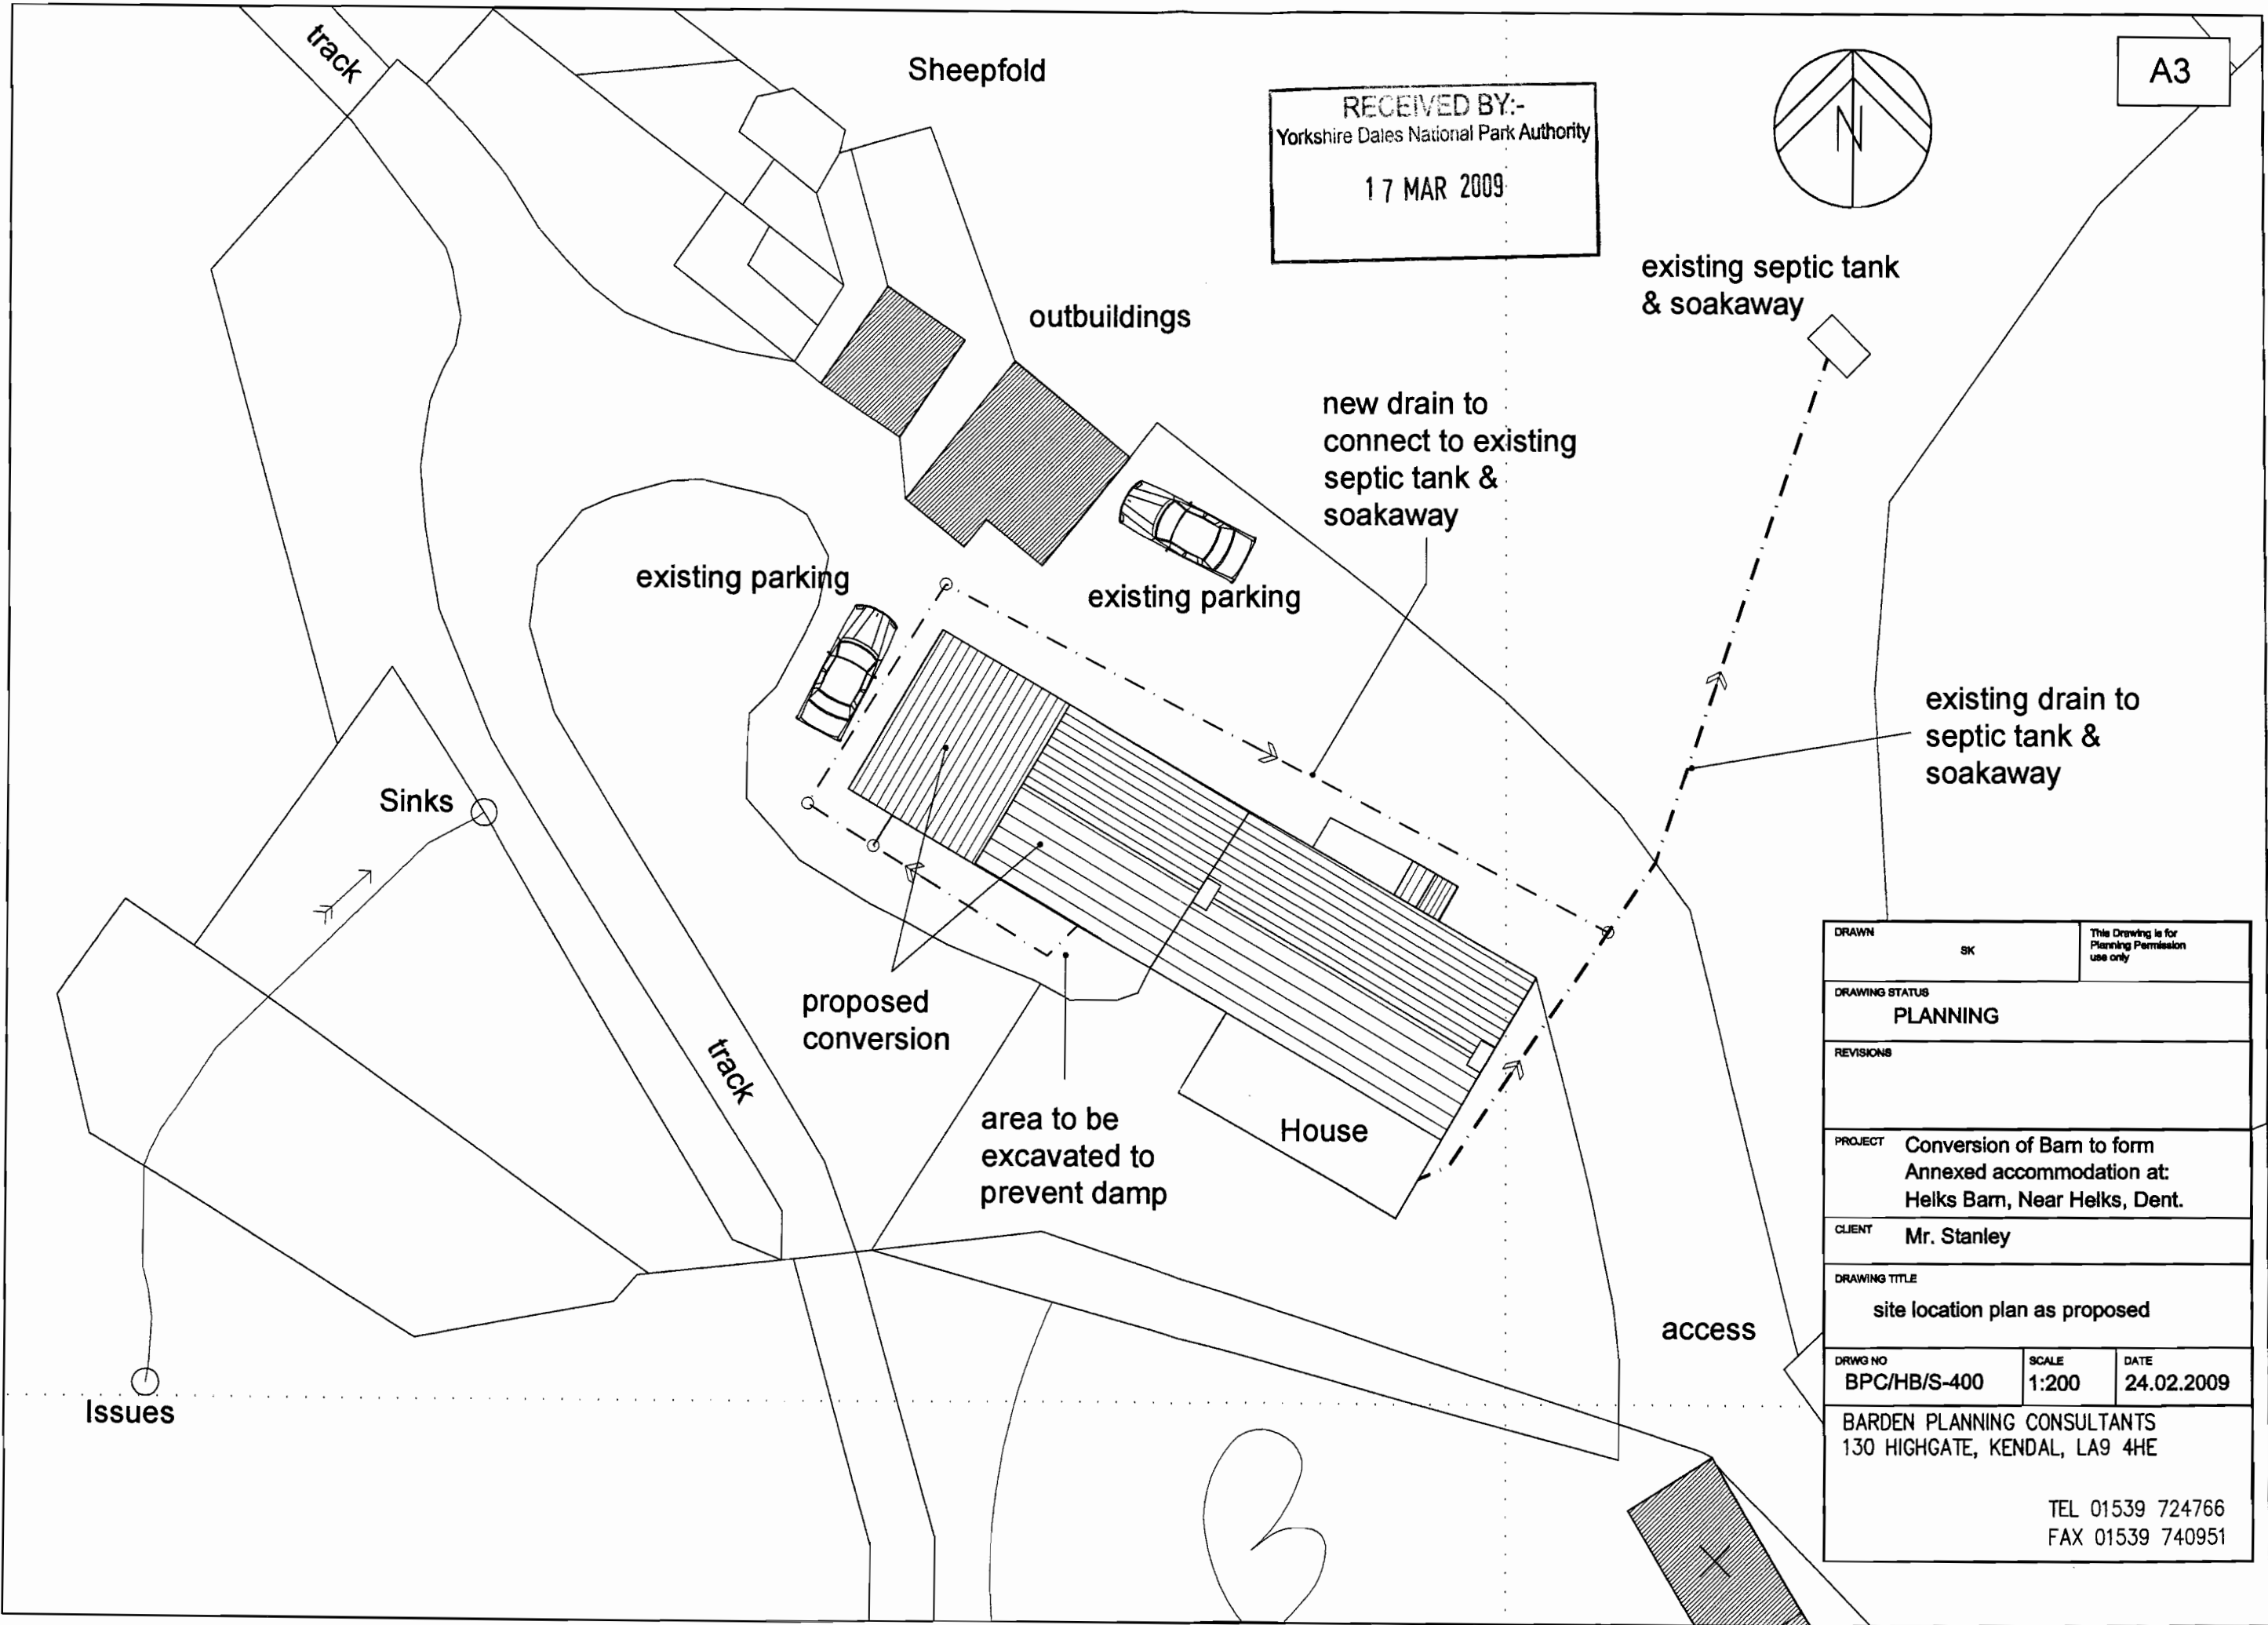 track
Sheepfold
RECEIVED BY:-
Yorkshire Dales National Park Authority
17 MAR 2009
N
A3
existing septic tank
& soakaway
outbuildings
new drain to
connect to existing
septic tank &
soakaway
existing parking
existing parking
existing drain to
septic tank &
soakaway
Sinks
proposed
conversion
track
area to be
excavated to
prevent damp
House
access
Issues
DRAWN
SK
This Drawing is for
Planning Permission
use only
DRAWING STATUS
PLANNING
REVISIONS
PROJECT Conversion of Barn to form
Annexed accommodation at:
Helks Barn, Near Helks, Dent.
CLIENT Mr. Stanley
DRAWING TITLE
site location plan as proposed
DRWG NO
BPC/HB/S-400
SCALE
1:200
DATE
24.02.2009
BARDEN PLANNING CONSULTANTS
130 HIGHGATE, KENDAL, LA9 4HE
TEL 01539 724766
FAX 01539 740951